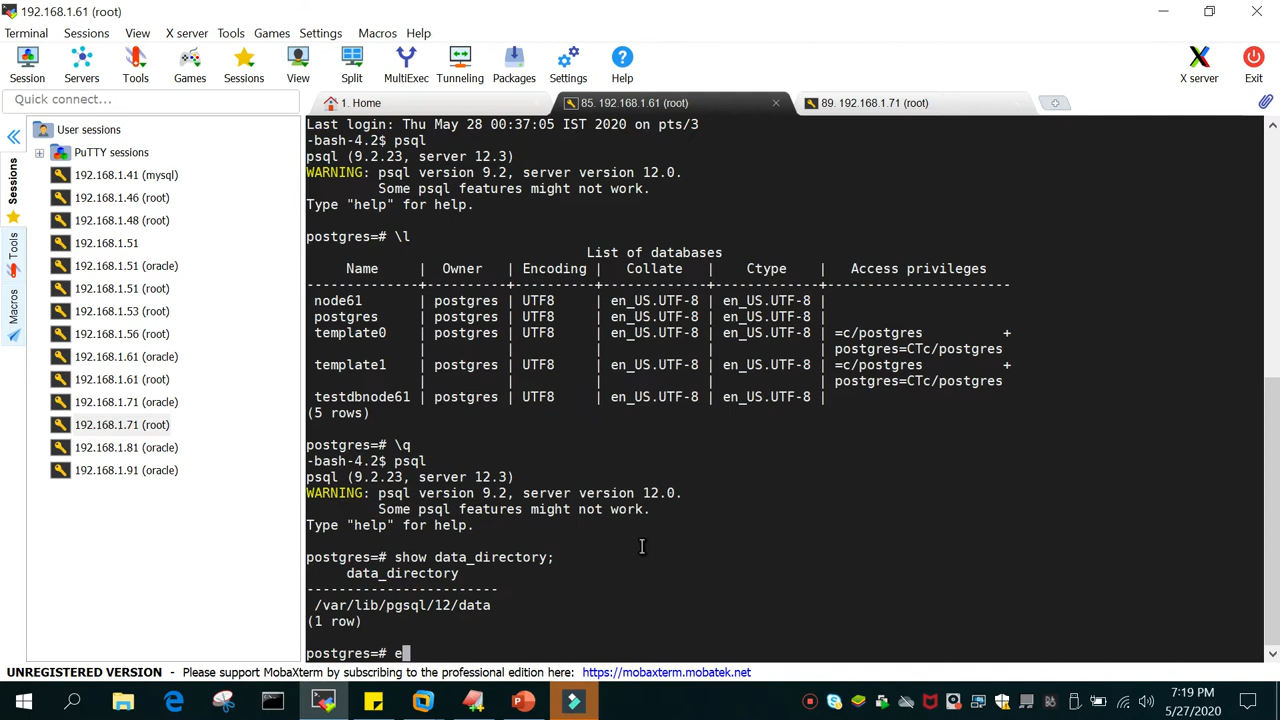 192.168.1.61 (root)
Terminal Sessions View X server Tools Games Settings Macros Help
Session Servers Tools Games Sessions View Split MultiExec Tunneling Packages Settings Help X server Exit
Quick connect...
1. Home
85. 192.168.1.61 (root)
89. 192.168.1.71 (root)
Sessions
Tools
Macros
User sessions
PuTTY sessions
192.168.1.41 (mysql)
192.168.1.46 (root)
192.168.1.48 (root)
192.168.1.51
192.168.1.51 (oracle)
192.168.1.51 (root)
192.168.1.53 (root)
192.168.1.56 (root)
192.168.1.61 (oracle)
192.168.1.61 (root)
192.168.1.71 (oracle)
192.168.1.71 (root)
192.168.1.81 (oracle)
192.168.1.91 (oracle)
Last login: Thu May 28 00:37:05 IST 2020 on pts/3
-bash-4.2$ psql
psql (9.2.23, server 12.3)
WARNING: psql version 9.2, server version 12.0.
Some psql features might not work.
Type "help" for help.
postgres=# \l
List of databases
Name | Owner | Encoding | Collate | Ctype | Access privileges
-------------+----------+----------+-------------+-------------+-----------------------
node61 | postgres | UTF8 | en_US.UTF-8 | en_US.UTF-8 |
postgres | postgres | UTF8 | en_US.UTF-8 | en_US.UTF-8 |
template0 | postgres | UTF8 | en_US.UTF-8 | en_US.UTF-8 | =c/postgres +
| | | | | postgres=CTc/postgres
template1 | postgres | UTF8 | en_US.UTF-8 | en_US.UTF-8 | =c/postgres +
| | | | | postgres=CTc/postgres
testdbnode61 | postgres | UTF8 | en_US.UTF-8 | en_US.UTF-8 |
(5 rows)
postgres=# \q
-bash-4.2$ psql
psql (9.2.23, server 12.3)
WARNING: psql version 9.2, server version 12.0.
Some psql features might not work.
Type "help" for help.
postgres=# show data_directory;
data_directory
------------------------
/var/lib/pgsql/12/data
(1 row)
postgres=# e
UNREGISTERED VERSION - Please support MobaXterm by subscribing to the professional edition here: https://mobaxterm.mobatek.net
7:19 PM
5/27/2020